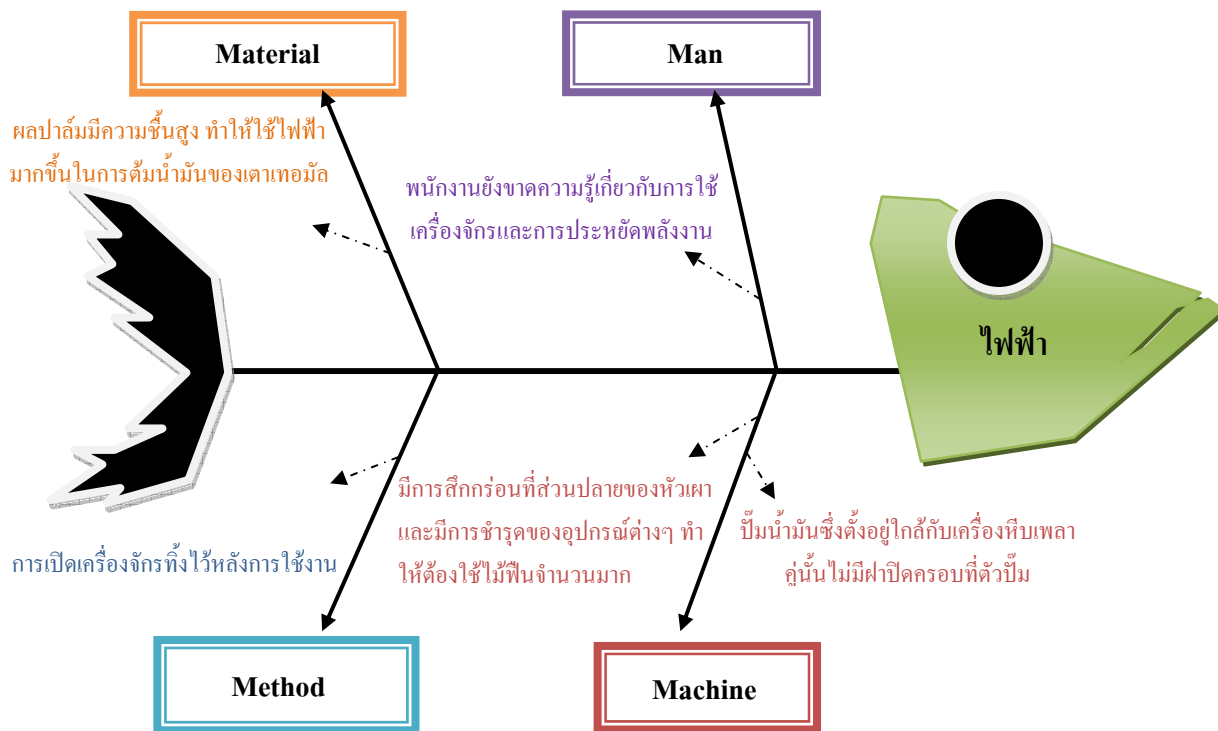 Material
Man
ผลปาล์มมีความชื้นสูง ทำให้ใช้ไฟฟ้า
มากขึ้นในการต้มน้ำมันของเตาเทอมัล
พนักงานยังขาดความรู้เกี่ยวกับการใช้
เครื่องจักรและการประหยัดพลังงาน
ไฟฟ้า
การเปิดเครื่องจักรทิ้งไว้หลังการใช้งาน
มีการสึกกร่อนที่ส่วนปลายของหัวเผา
และมีการชำรุดของอุปกรณ์ต่างๆ ทำ
ให้ต้องใช้ไม้ฟืนจำนวนมาก
ปั๊มน้ำมันซึ่งตั้งอยู่ใกล้กับเครื่องหีบเพลา
คู่นั้นไม่มีฝาปิดครอบที่ตัวปั๊ม
Method
Machine